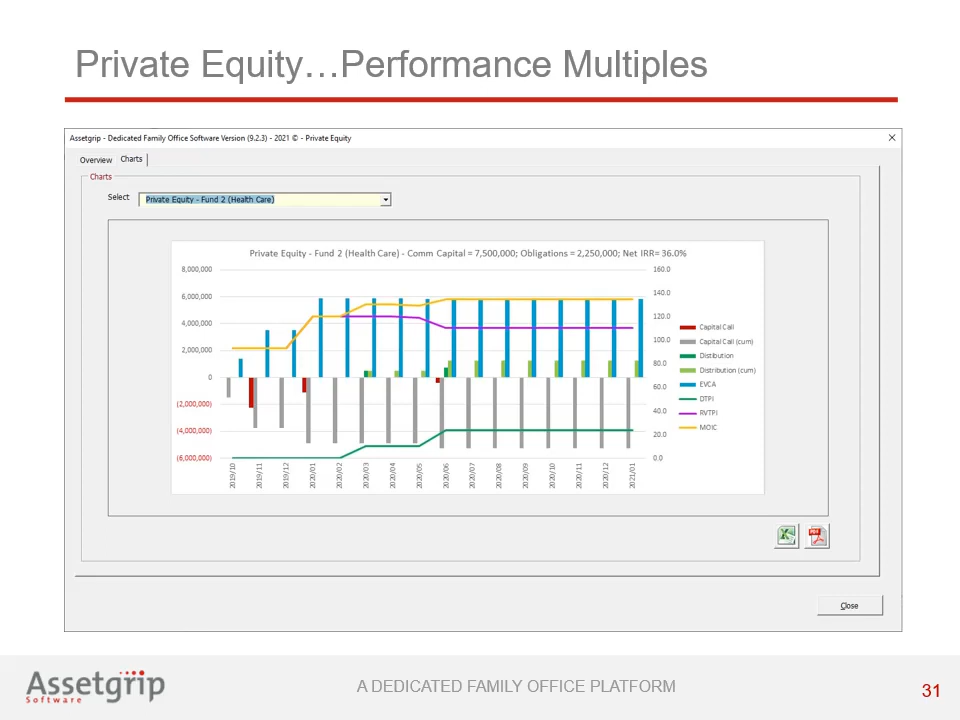 Private Equity…Performance Multiples
Assetgrip - Dedicated Family Office Software Version (9.2.3) - 2021 © - Private Equity
Overview Charts
Charts
Select Private Equity - Fund 2 (Health Care)
Private Equity - Fund 2 (Health Care) - Comm Capital = 7,500,000; Obligations = 2,250,000; Net IRR= 36.0%
8,000,000
6,000,000
4,000,000
2,000,000
0
(2,000,000)
(4,000,000)
(6,000,000)
160.0
140.0
120.0
100.0
80.0
60.0
40.0
20.0
0.0
2019/10
2019/11
2019/12
2020/01
2020/02
2020/03
2020/04
2020/05
2020/06
2020/07
2020/08
2020/09
2020/10
2020/11
2020/12
2021/01
Capital Call
Capital Call (cum)
Distibution
Distribution (cum)
EVCA
DTPI
RVTPI
MOIC
PDF
Close
Assetgrip
Software
A DEDICATED FAMILY OFFICE PLATFORM
31